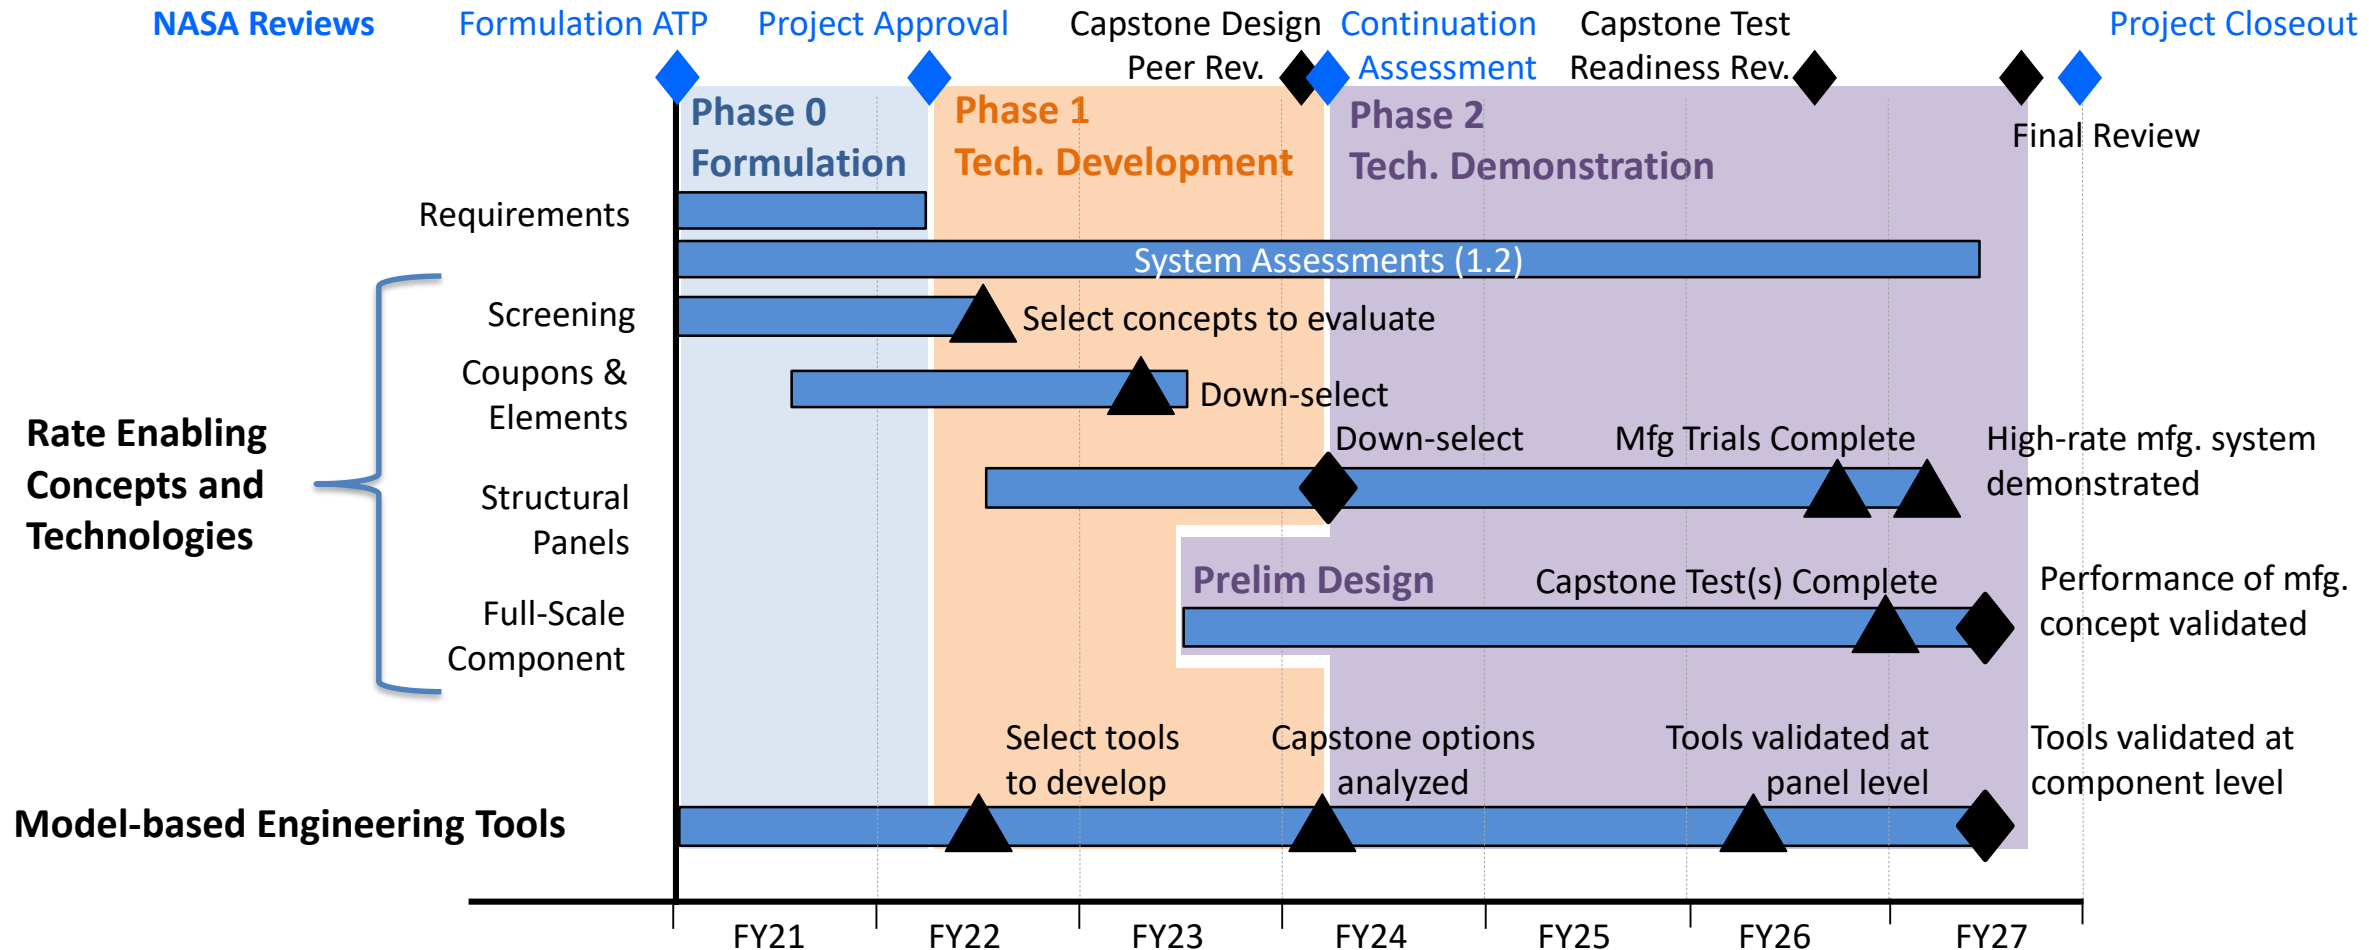 NASA Reviews
Formulation ATP
Project Approval
Capstone Design
Peer Rev.
Continuation
Assessment
Capstone Test
Readiness Rev.
Project Closeout
Final Review
Phase 0
Formulation
Phase 1
Tech. Development
Phase 2
Tech. Demonstration
Requirements
System Assessments (1.2)
Screening
Select concepts to evaluate
Coupons &
Elements
Down-select
Rate Enabling
Concepts and
Technologies
Structural
Panels
Down-select
Mfg Trials Complete
High-rate mfg. system
demonstrated
Prelim Design
Full-Scale
Component
Capstone Test(s) Complete
Performance of mfg.
concept validated
Model-based Engineering Tools
Select tools
to develop
Capstone options
analyzed
Tools validated at
panel level
Tools validated at
component level
FY21
FY22
FY23
FY24
FY25
FY26
FY27